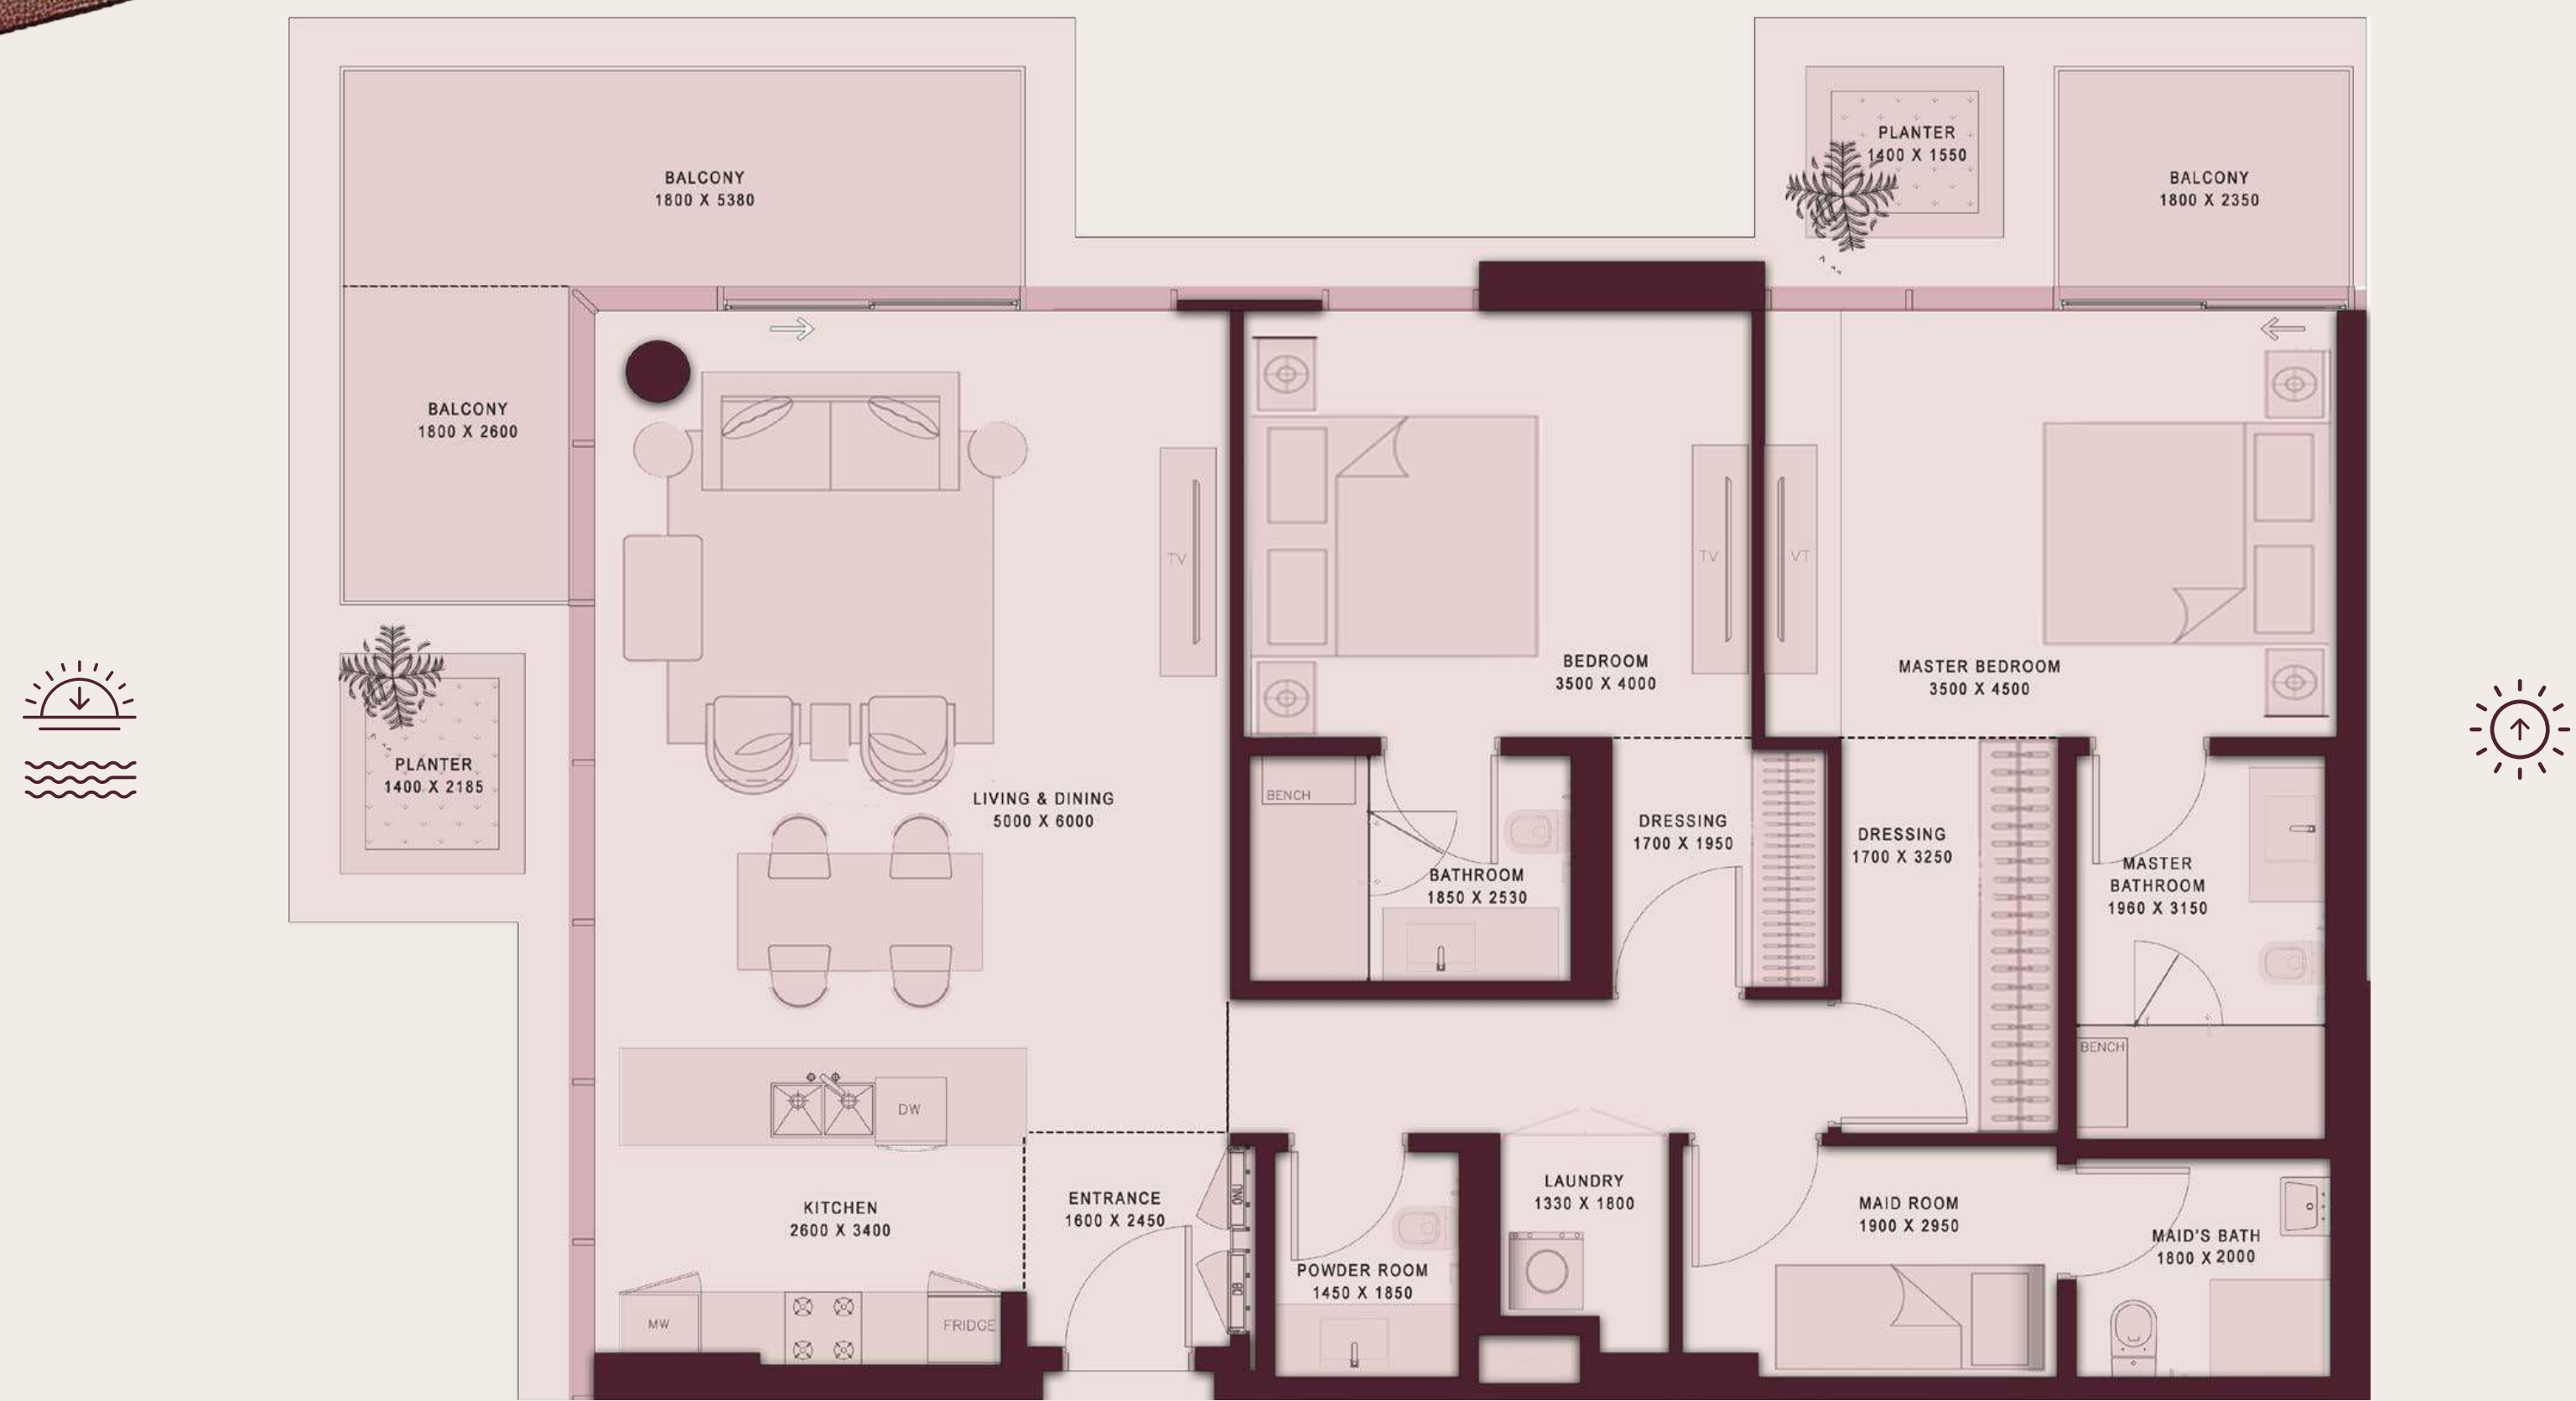 PLANTER
1400 X 1550
BALCONY
1800 X 5380
BALCONY
1800 X 2350
BALCONY
1800 X 2600
TV
TV
VT
BEDROOM
3500 X 4000
MASTER BEDROOM
3500 X 4500
PLANTER
1400 X 2185
LIVING & DINING
5000 X 6000
BENCH
DRESSING
1700 X 1950
DRESSING
1700 X 3250
BATHROOM
1850 X 2530
MASTER
BATHROOM
1960 X 3150
BENCH
DW
KITCHEN
2600 X 3400
ENTRANCE
1600 X 2450
LAUNDRY
1330 X 1800
MAID ROOM
1900 X 2950
MAID'S BATH
1800 X 2000
POWDER ROOM
1450 X 1850
MW
FRIDGE